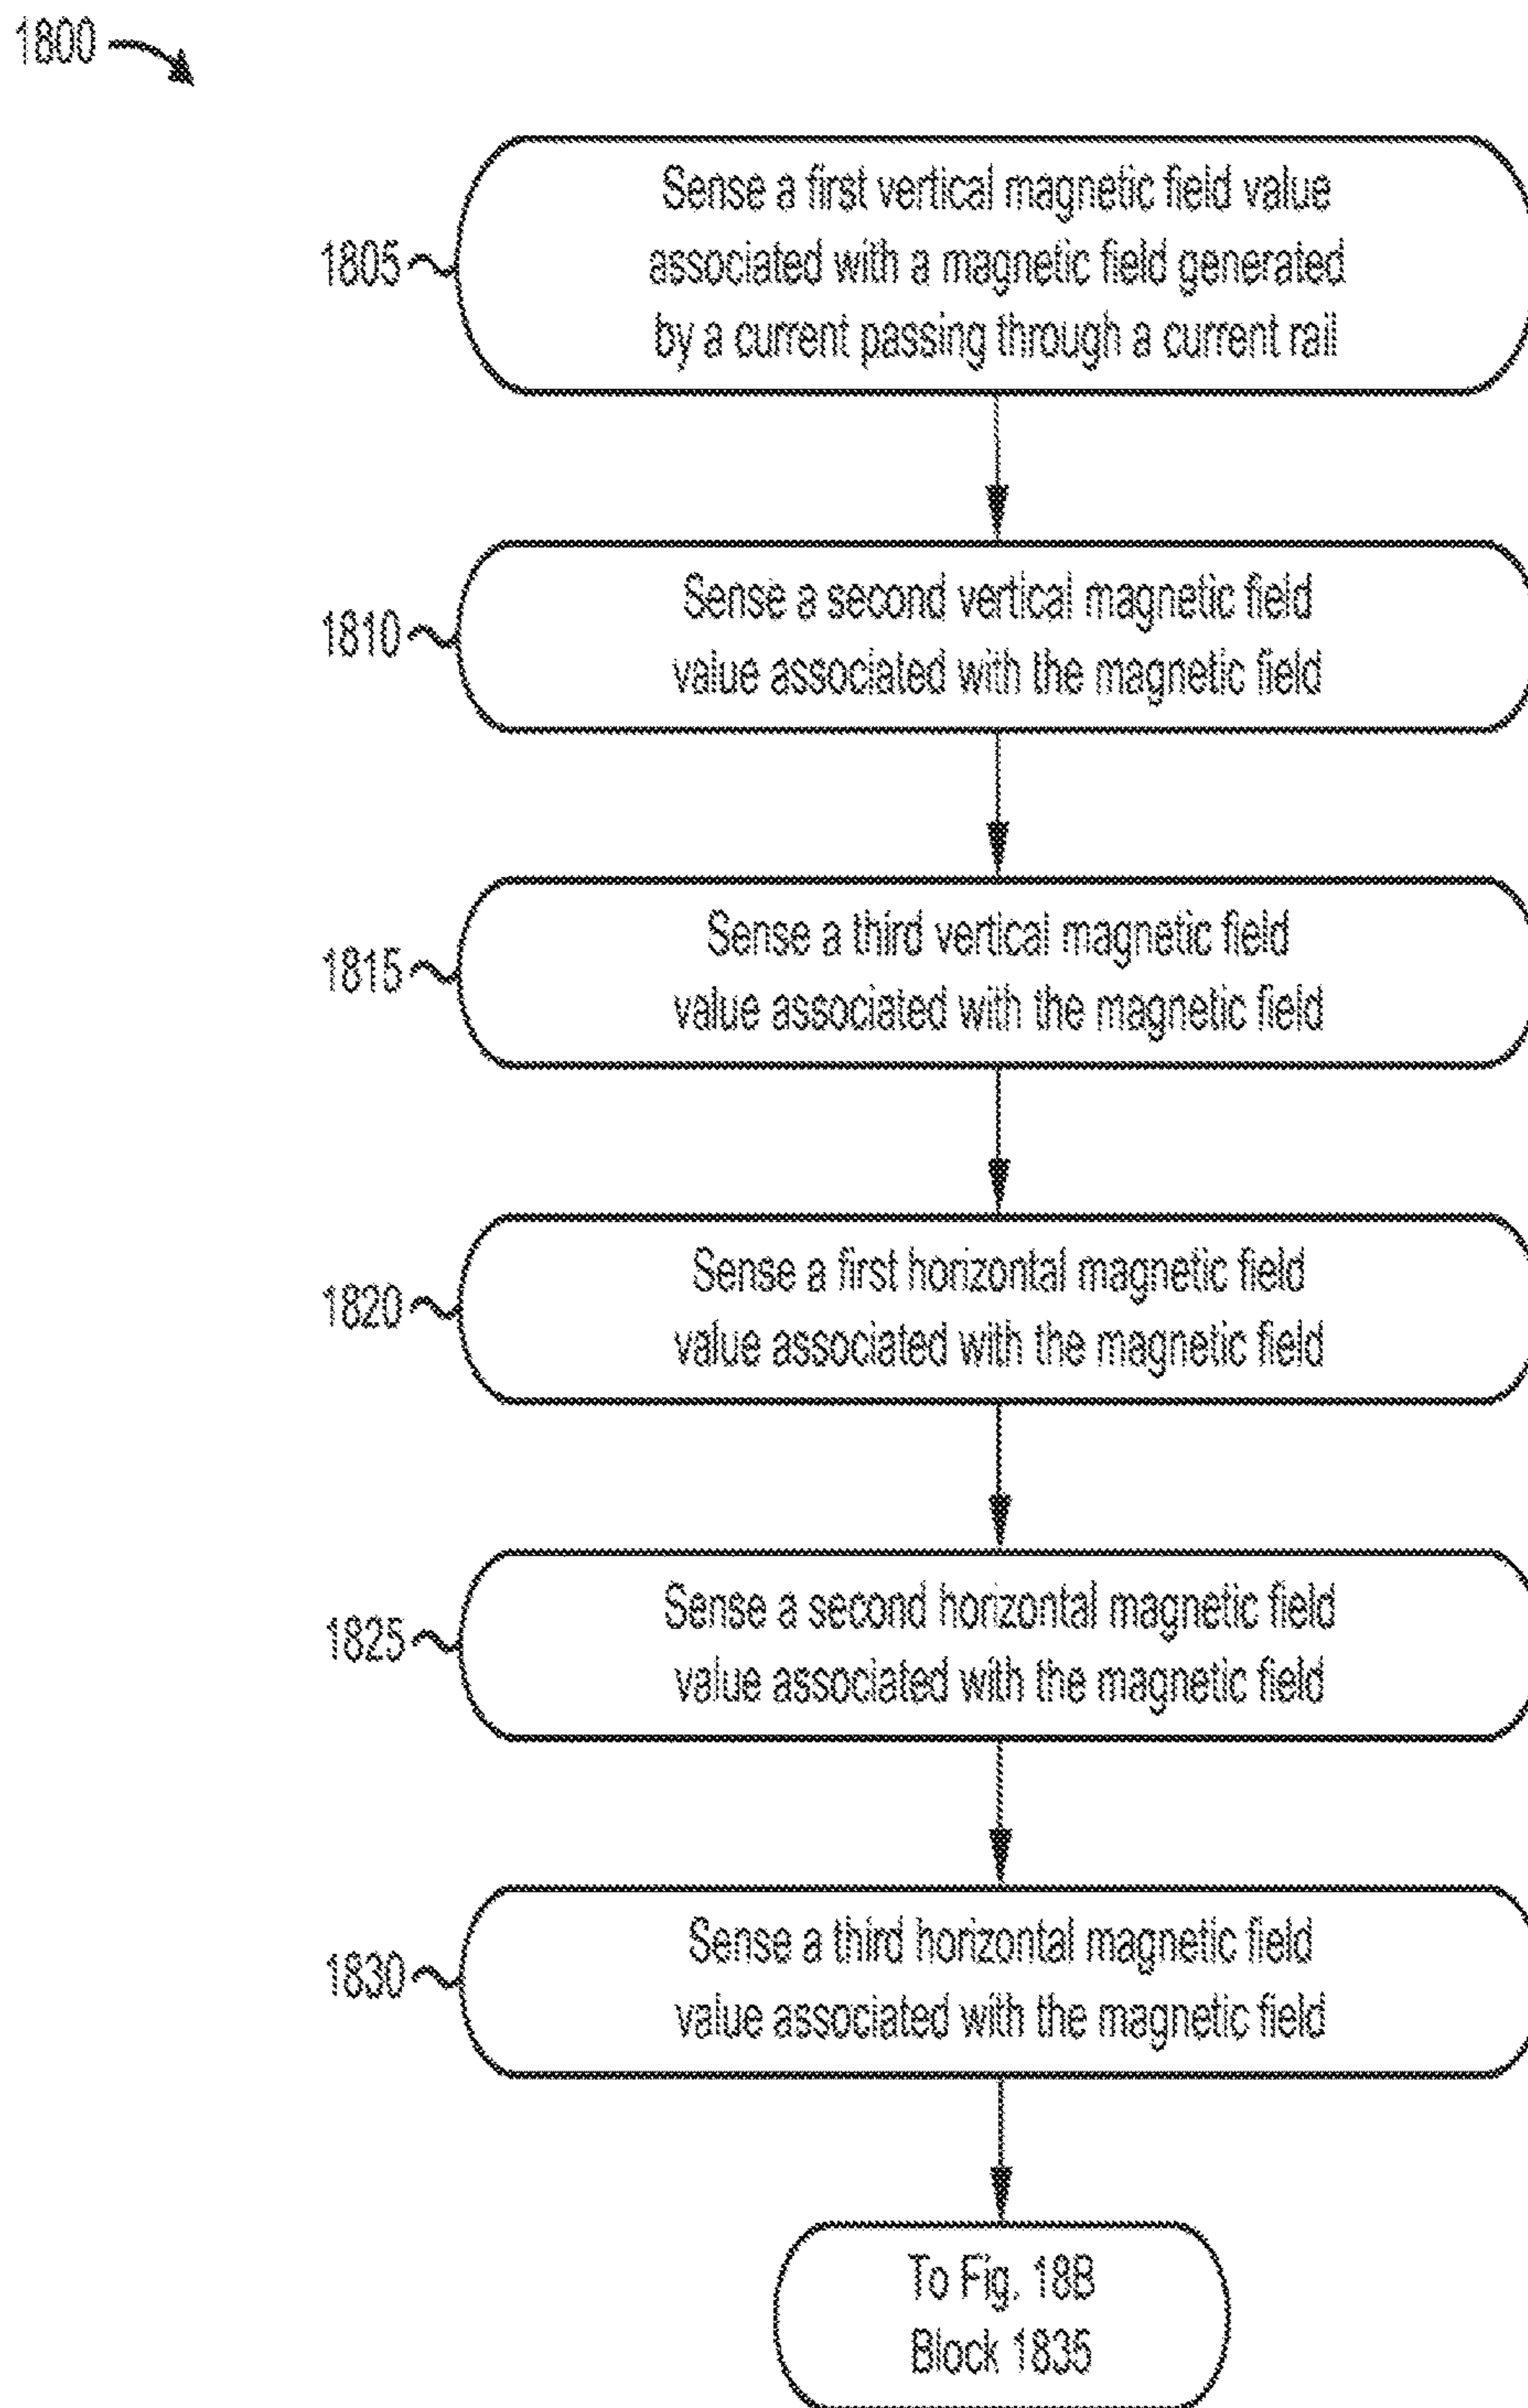 1800
Sense a first vertical magnetic field value
associated with a magnetic field generated
by a current passing through a current rail
1805
Sense a second vertical magnetic field
value associated with the magnetic field
1810
Sense a third vertical magnetic field
value associated with the magnetic field
1815
Sense a first horizontal magnetic field
value associated with the magnetic field
1820
Sense a second horizontal magnetic field
value associated with the magnetic field
1825
Sense a third horizontal magnetic field
value associated with the magnetic field
1830
To Fig. 18B
Block 1835